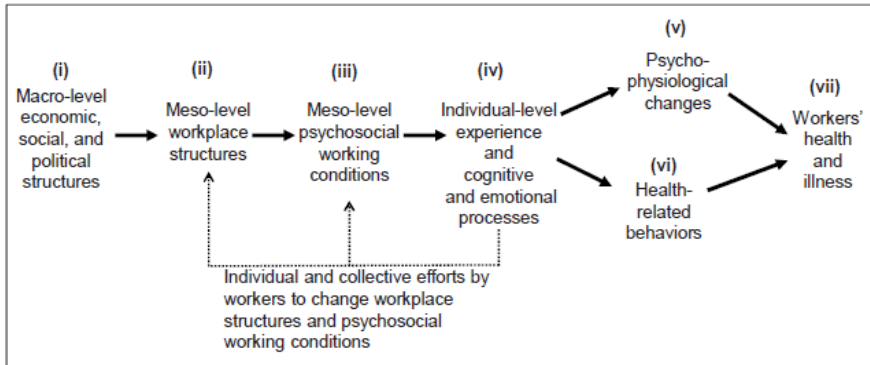 (i)
Macro-level
economic,
social, and
political
structures
(ii)
Meso-level
workplace
structures
(iii)
Meso-level
psychosocial
working
conditions
(iv)
Individual-level
experience
and
cognitive
and emotional
processes
(v)
Psycho-
physiological
changes
(vi)
Health-
related
behaviors
(vii)
Workers'
health
and
illness
Individual and collective efforts by
workers to change workplace
structures and psychosocial
working conditions